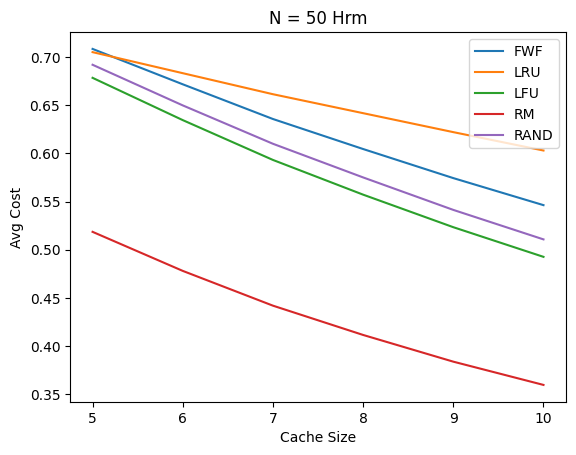 N = 50 Hrm
FWF
LRU
LFU
RM
RAND
Avg Cost
0.70
0.65
0.60
0.55
0.50
0.45
0.40
0.35
5 6 7 8 9 10
Cache Size